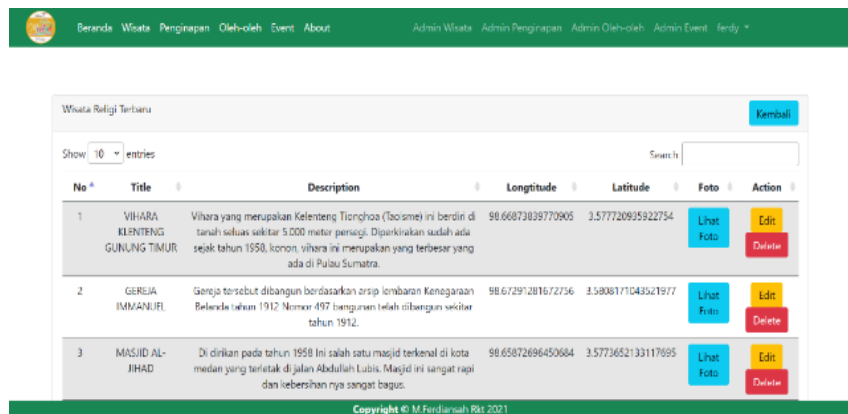 Beranda Wisata Penginapan Oleh-oleh Event About Admin Wisata Admin Penginapan Admin Oleh-oleh Admin Event ferdy
Wisata Religi Terbaru Kembali
Show 10 entries Search:
No Title Description Longtitude Latitude Foto Action
1 VIHARA KLENTENG GUNUNG TIMUR
Vihara yang merupakan Kelenteng Tionghoa (Taoisme) ini berdiri di
tanah seluas sekitar 5.000 meter persegi. Diperkirakan sudah ada
sejak tahun 1958, konon, vihara ini merupakan yang terbesar yang
ada di Pulau Sumatra.
98.66873839770905 3.577720935922754 Lihat Foto Edit Delete
2 GEREJA IMMANUEL
Gereja tersebut dibangun berdasarkan arsip lembaran Kenegaraan
Belanda tahun 1912 Nomor 497 bangunan telah dibangun sekitar
tahun 1912.
98.67291281672756 3.5808171043521977 Lihat Foto Edit Delete
3 MASJID AL-JIHAD
Di dirikan pada tahun 1958 Ini salah satu masjid terkenal di kota
medan yang terletak di jalan Abdullah Lubis. Masjid ini sangat rapi
dan kebersihan nya sangat bagus.
98.65872696450684 3.5773652133117695 Lihat Foto Edit Delete
Copyright © M.Ferdiansah Rkt 2021